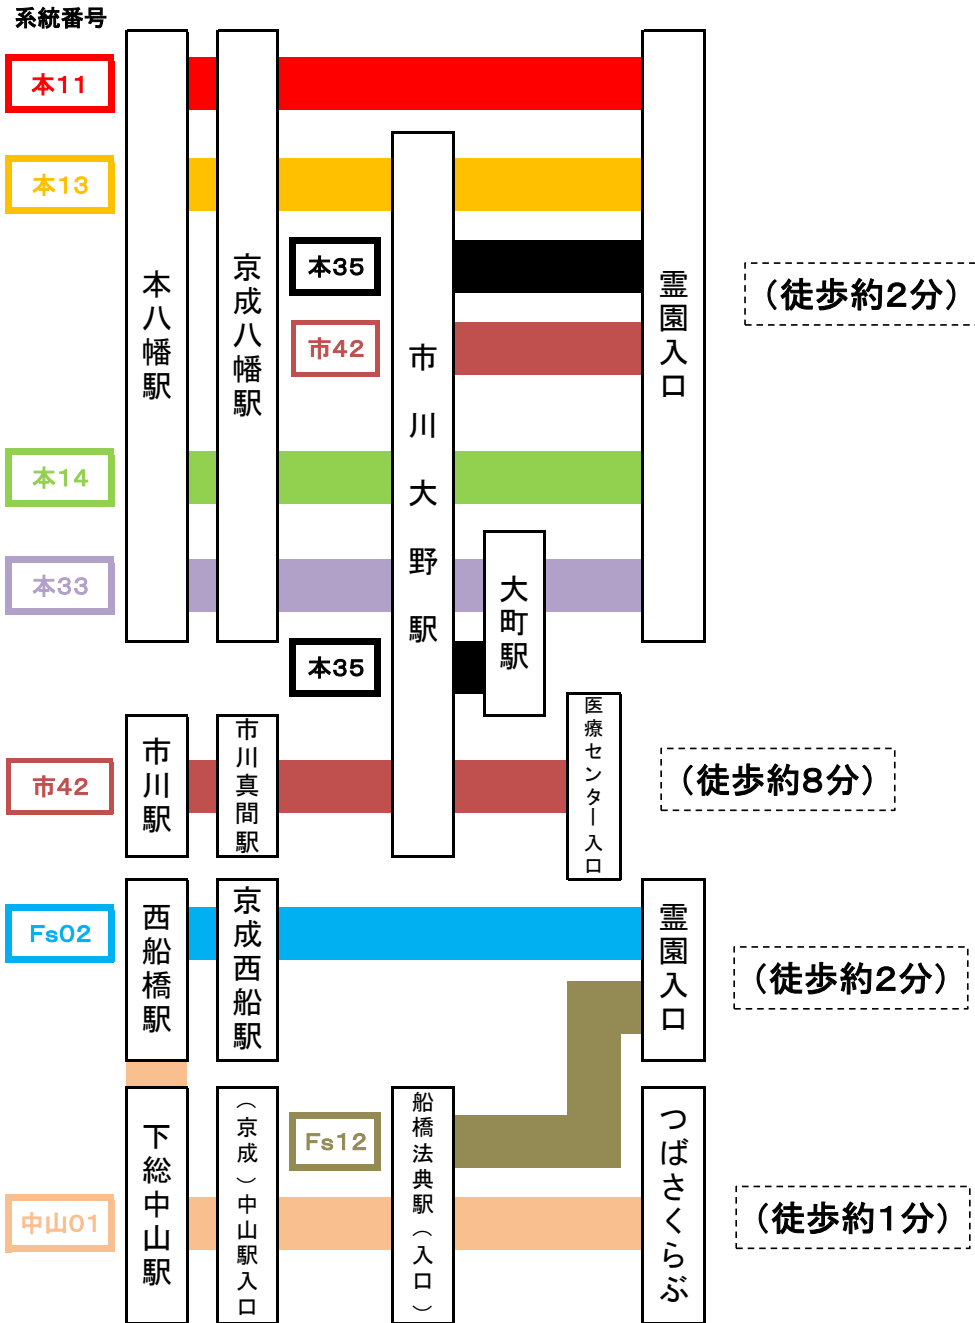 系統番号
本11
本13
本八幡駅
京成八幡駅
本35
市42
市川大野駅
霊園入口
（徒歩約2分）
本14
本33
大町駅
本35
市42
市川駅
市川真間駅
医療センター入口
（徒歩約8分）
Fs02
西船橋駅
京成西船駅
霊園入口
（徒歩約2分）
中山01
下総中山駅
（京成）中山駅入口
Fs12
船橋法典駅（入口）
つばさくらぶ
（徒歩約1分）